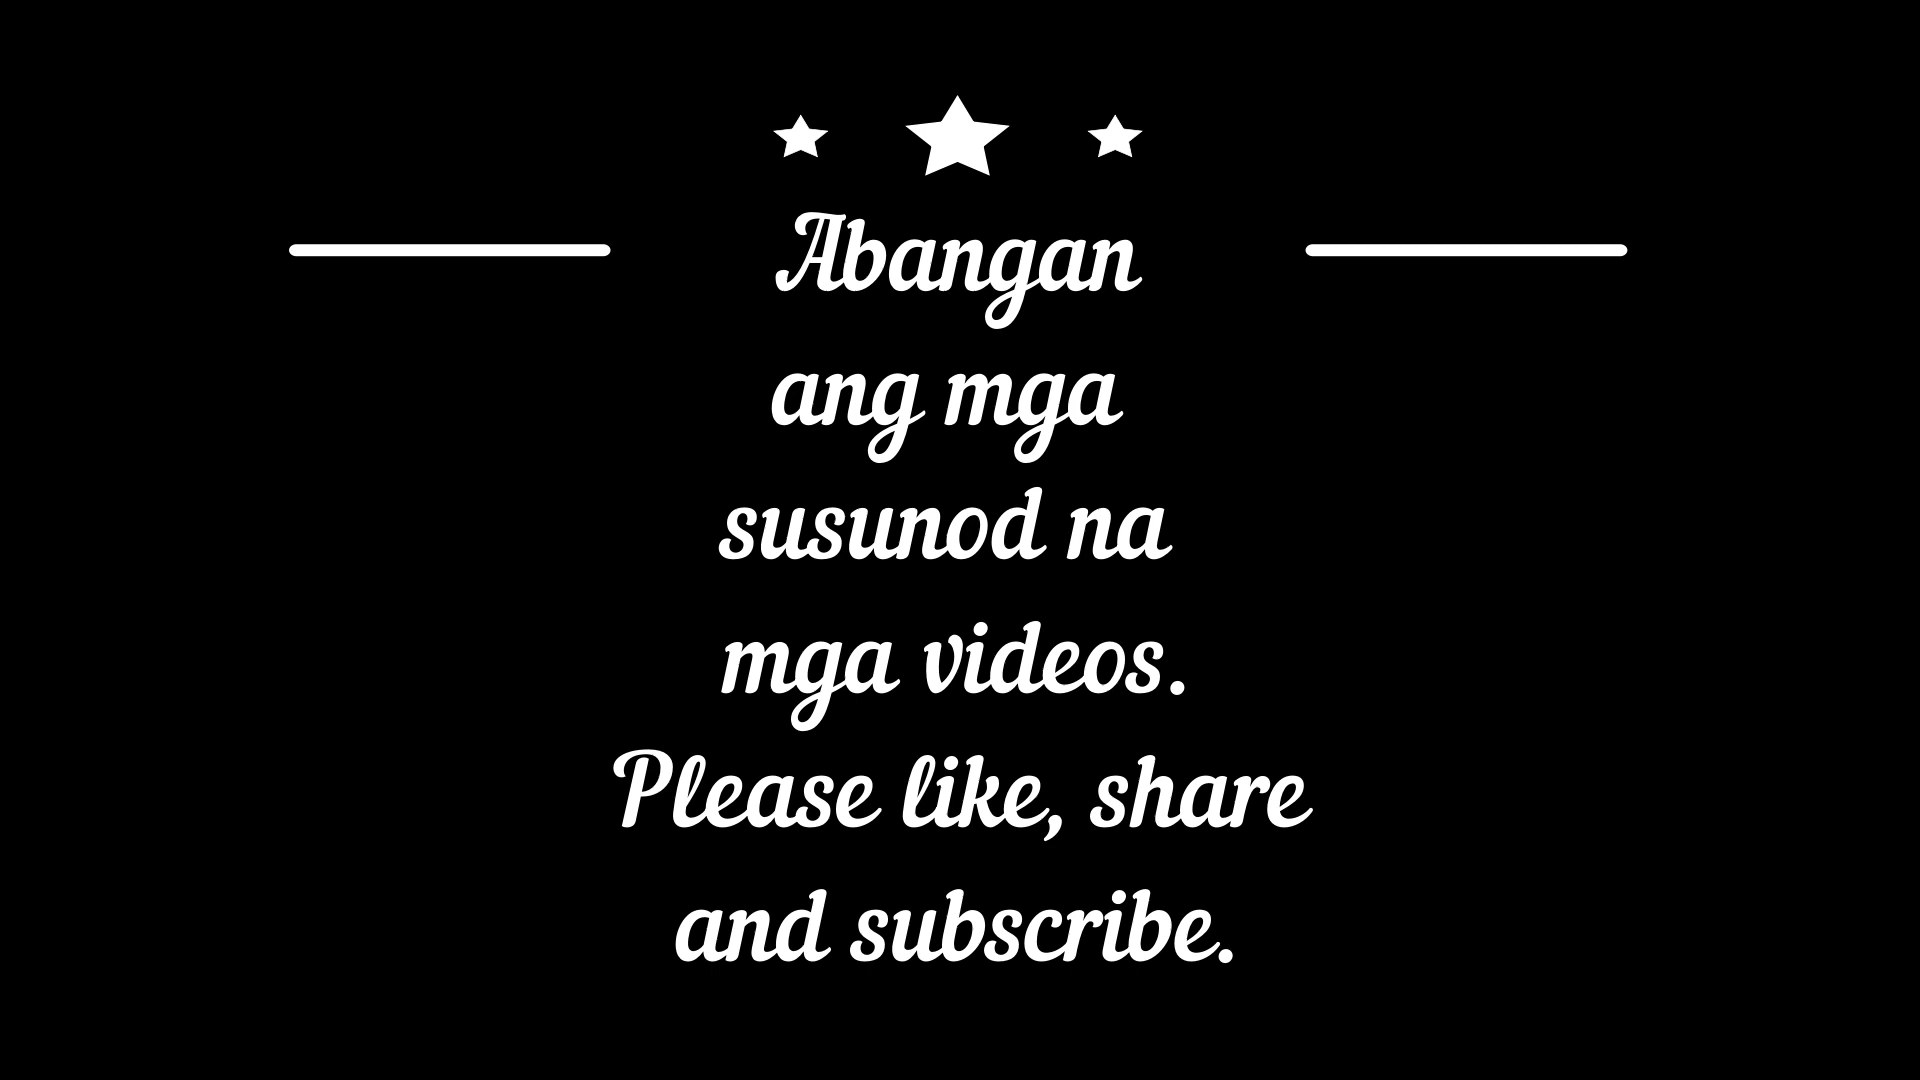 Abangan
ang mga
susunod na
mga videos.
Please like, share
and subscribe.